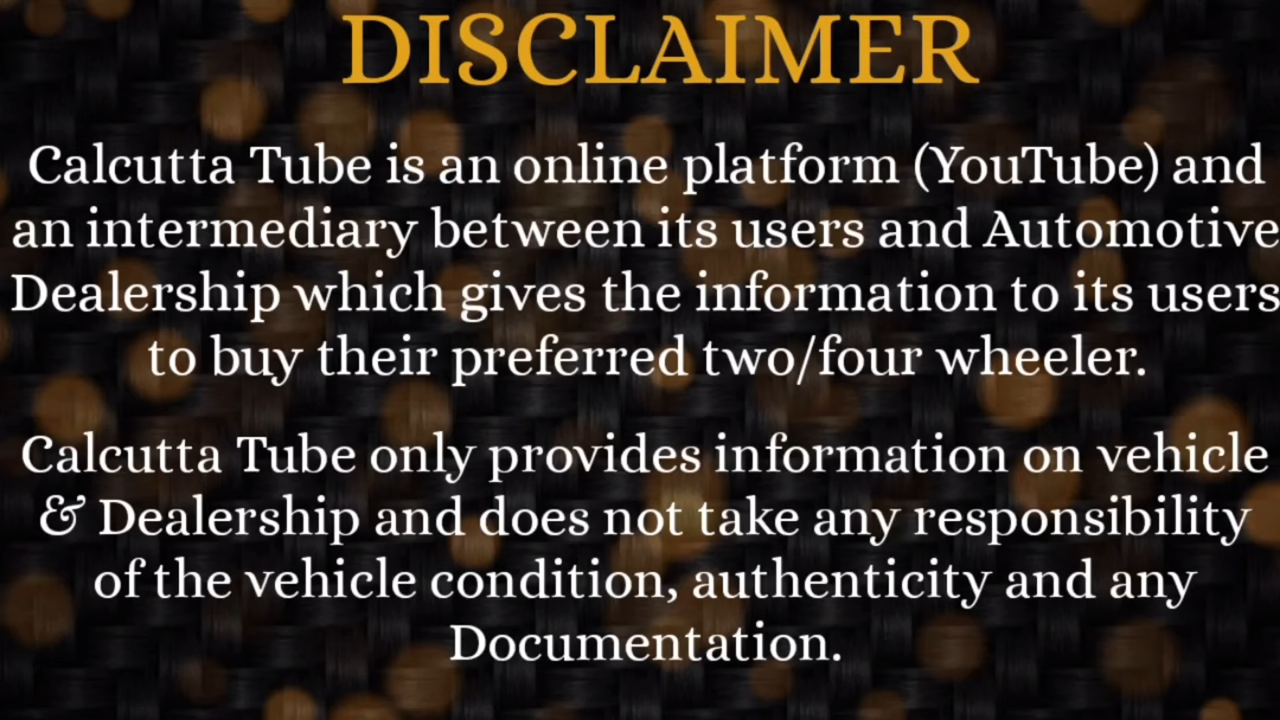 DISCLAIMER
Calcutta Tube is an online platform (YouTube) and
an intermediary between its users and Automotive
Dealership which gives the information to its users
to buy their preferred two/four wheeler.
Calcutta Tube only provides information on vehicle
& Dealership and does not take any responsibility
of the vehicle condition, authenticity and any
Documentation.